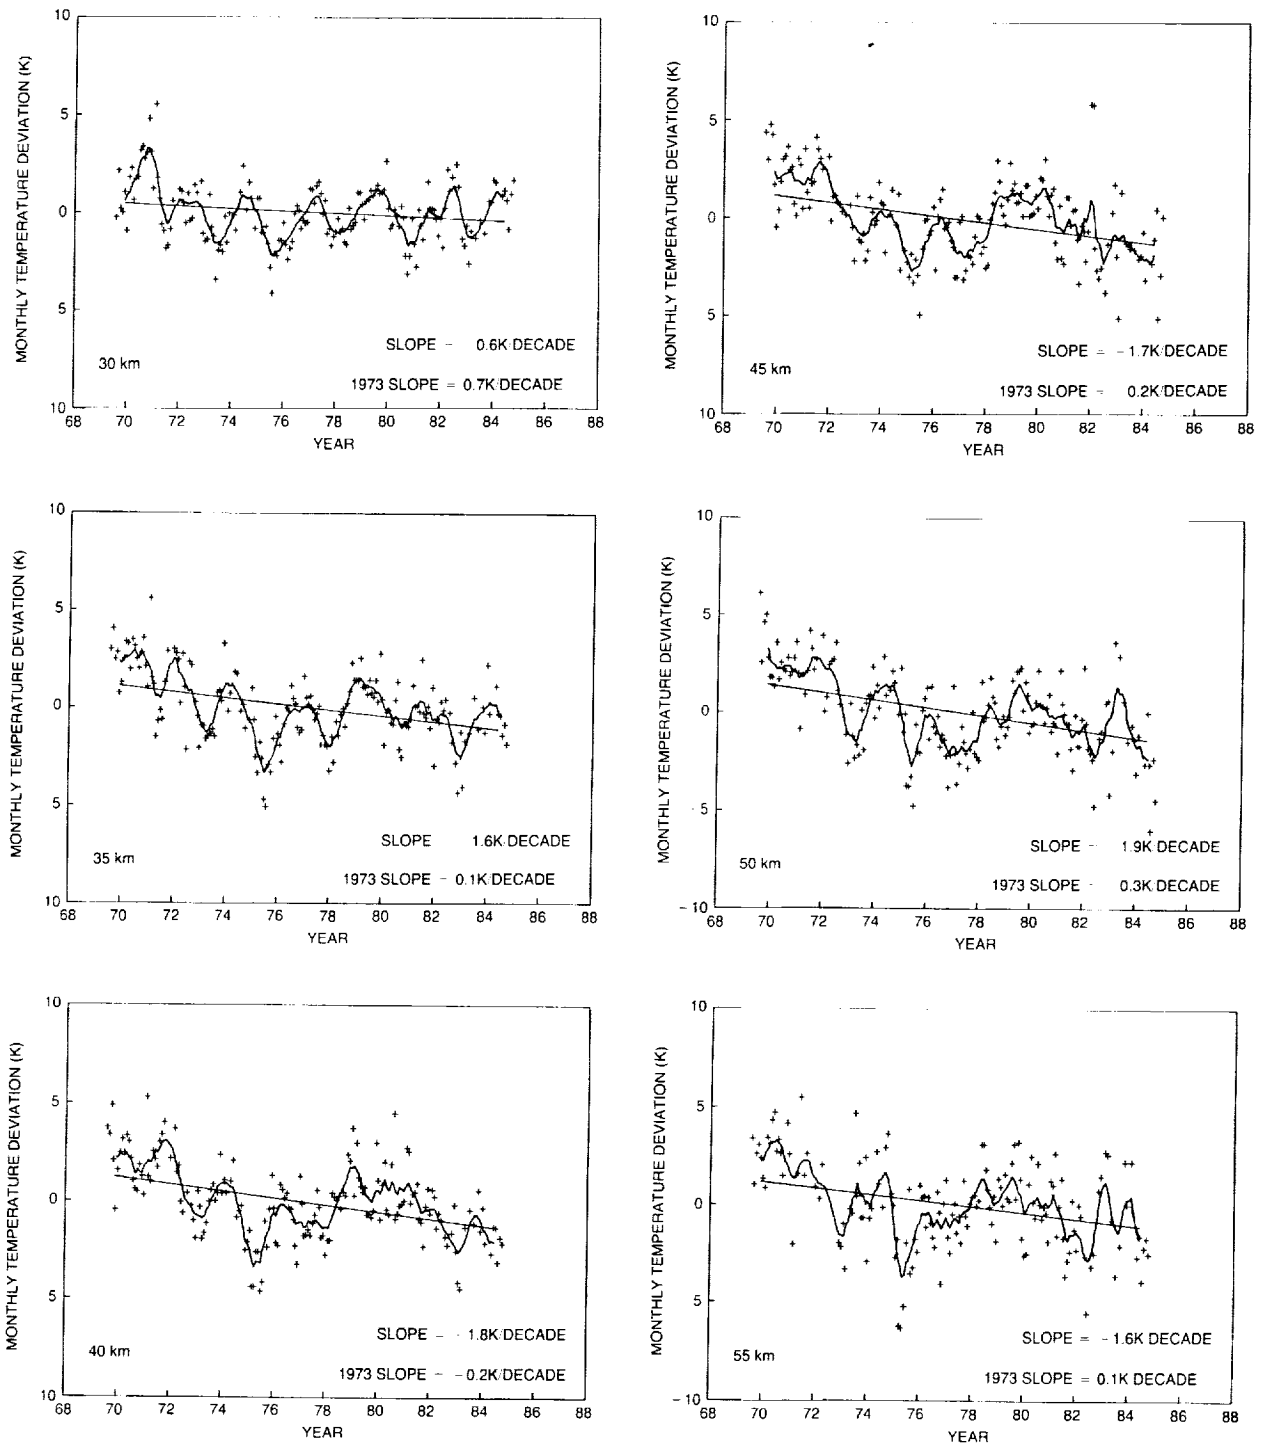 10
5
0
5
10
MONTHLY TEMPERATURE DEVIATION (K)
30 km
SLOPE – 0.6K/DECADE
1973 SLOPE = 0.7K/DECADE
68 70 72 74 76 78 80 82 84 86 88
YEAR
10
5
0
5
10
MONTHLY TEMPERATURE DEVIATION (K)
45 km
SLOPE = –1.7K/DECADE
1973 SLOPE = 0.2K/DECADE
68 70 72 74 76 78 80 82 84 86 88
YEAR
10
5
0
5
10
MONTHLY TEMPERATURE DEVIATION (K)
35 km
SLOPE 1.6K/DECADE
1973 SLOPE – 0.1K/DECADE
68 70 72 74 76 78 80 82 84 86 88
YEAR
10
5
0
- 5
- 10
MONTHLY TEMPERATURE DEVIATION (K)
50 km
SLOPE – 1.9K/DECADE
1973 SLOPE – 0.3K/DECADE
68 70 72 74 76 78 80 82 84 86 88
YEAR
10
5
0
5
10
MONTHLY TEMPERATURE DEVIATION (K)
40 km
SLOPE – 1.8K/DECADE
1973 SLOPE – –0.2K/DECADE
68 70 72 74 76 78 80 82 84 86 88
YEAR
10
5
0
5
- 10
MONTHLY TEMPERATURE DEVIATION (K)
55 km
SLOPE = –1.6K DECADE
1973 SLOPE = 0.1K DECADE
68 70 72 74 76 78 80 82 84 86 88
YEAR